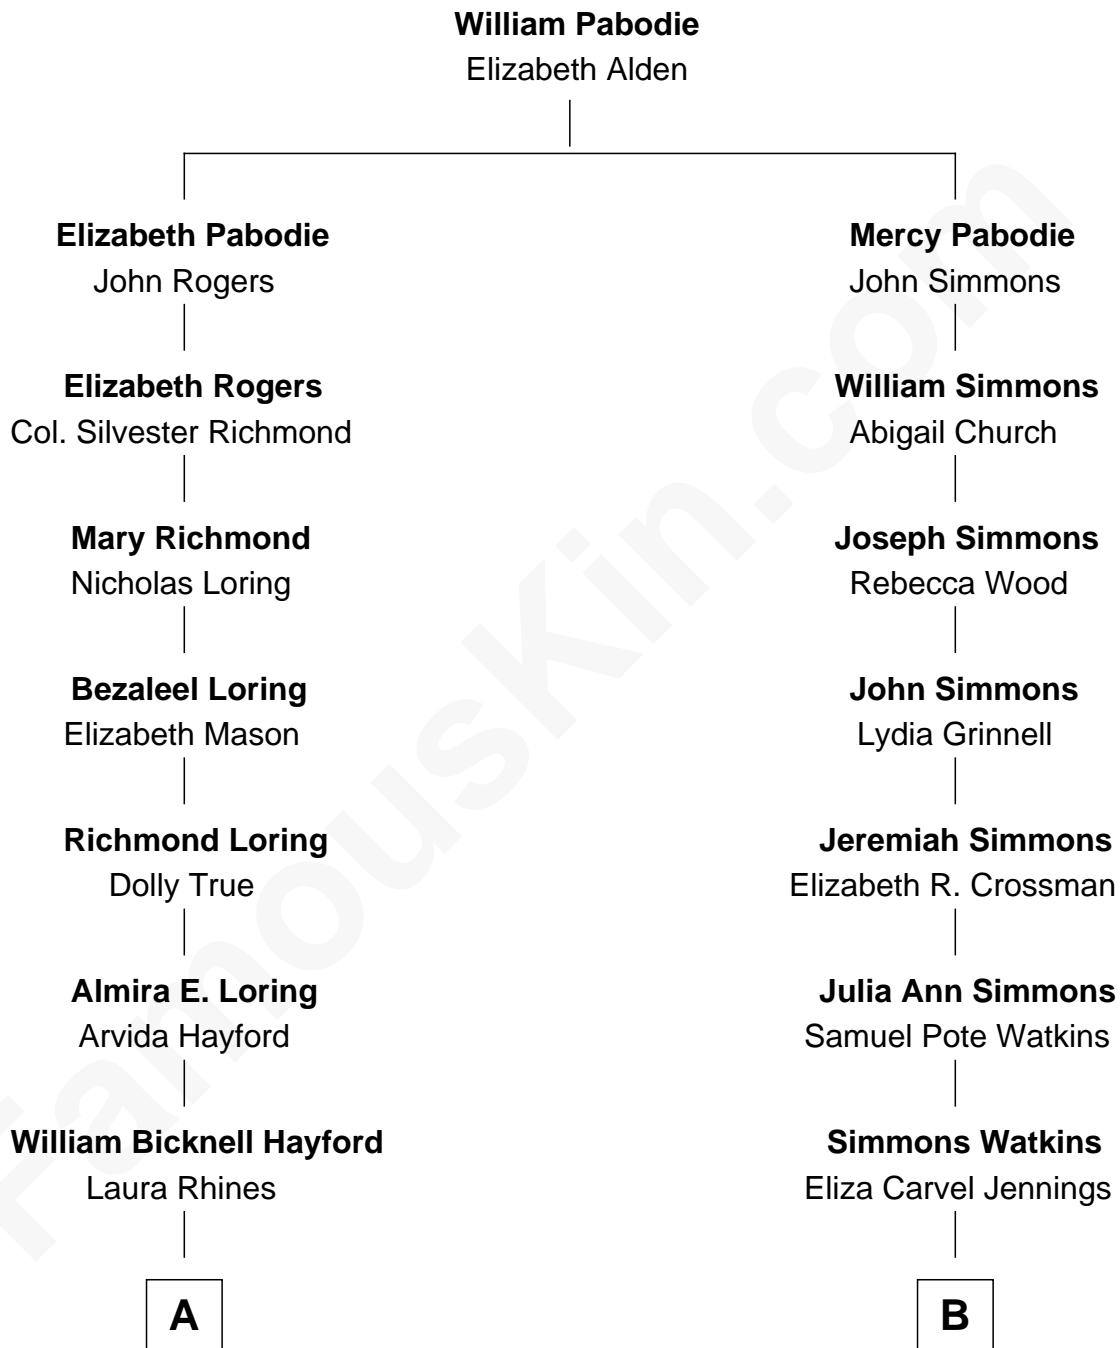 William Pabodie
Elizabeth Alden
Elizabeth Pabodie
John Rogers
Mercy Pabodie
John Simmons
Elizabeth Rogers
Col. Silvester Richmond
William Simmons
Abigail Church
Mary Richmond
Nicholas Loring
Joseph Simmons
Rebecca Wood
Bezaleel Loring
Elizabeth Mason
John Simmons
Lydia Grinnell
Richmond Loring
Dolly True
Jeremiah Simmons
Elizabeth R. Crossman
Almira E. Loring
Arvida Hayford
Julia Ann Simmons
Samuel Pote Watkins
William Bicknell Hayford
Laura Rhines
Simmons Watkins
Eliza Carvel Jennings
A
B
FamousKin.com